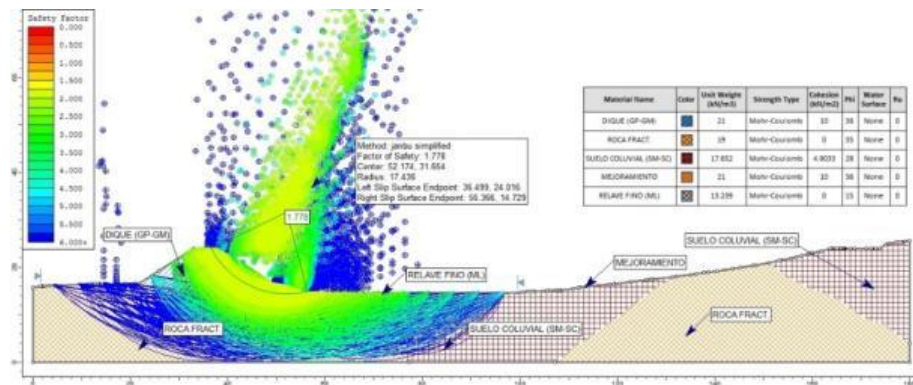 Safety Factor
0.000
0.500
1.000
1.500
2.000
2.500
3.000
3.500
4.000
4.500
5.000
5.500
6.000+
Method: janbu simplified
Factor of Safety: 1.778
Center: 52.174, 31.654
Radius: 17.436
Left Slip Surface Endpoint: 36.499, 24.016
Right Slip Surface Endpoint: 56.366, 14.729
1.778
Material Name Color Unit Weight (kN/m3) Strength Type Cohesion (kN/m2) Phi Water Surface Ru
DIQUE (GP-GM) 21 Mohr-Coulomb 10 36 None 0
ROCA FRACT. 19 Mohr-Coulomb 0 35 None 0
SUELO COLUVIAL (SM-SC) 17.652 Mohr-Coulomb 4.9033 28 None 0
MEJORAMIENTO 21 Mohr-Coulomb 10 36 None 0
RELAVE FINO (ML) 13.239 Mohr-Coulomb 0 15 None 0
DIQUE (GP-GM)
SUELO COLUVIAL (SM-SC)
MEJORAMIENTO
RELAVE FINO (ML)
ROCA FRACT.
ROCA FRACT.
SUELO COLUVIAL (SM-SC)